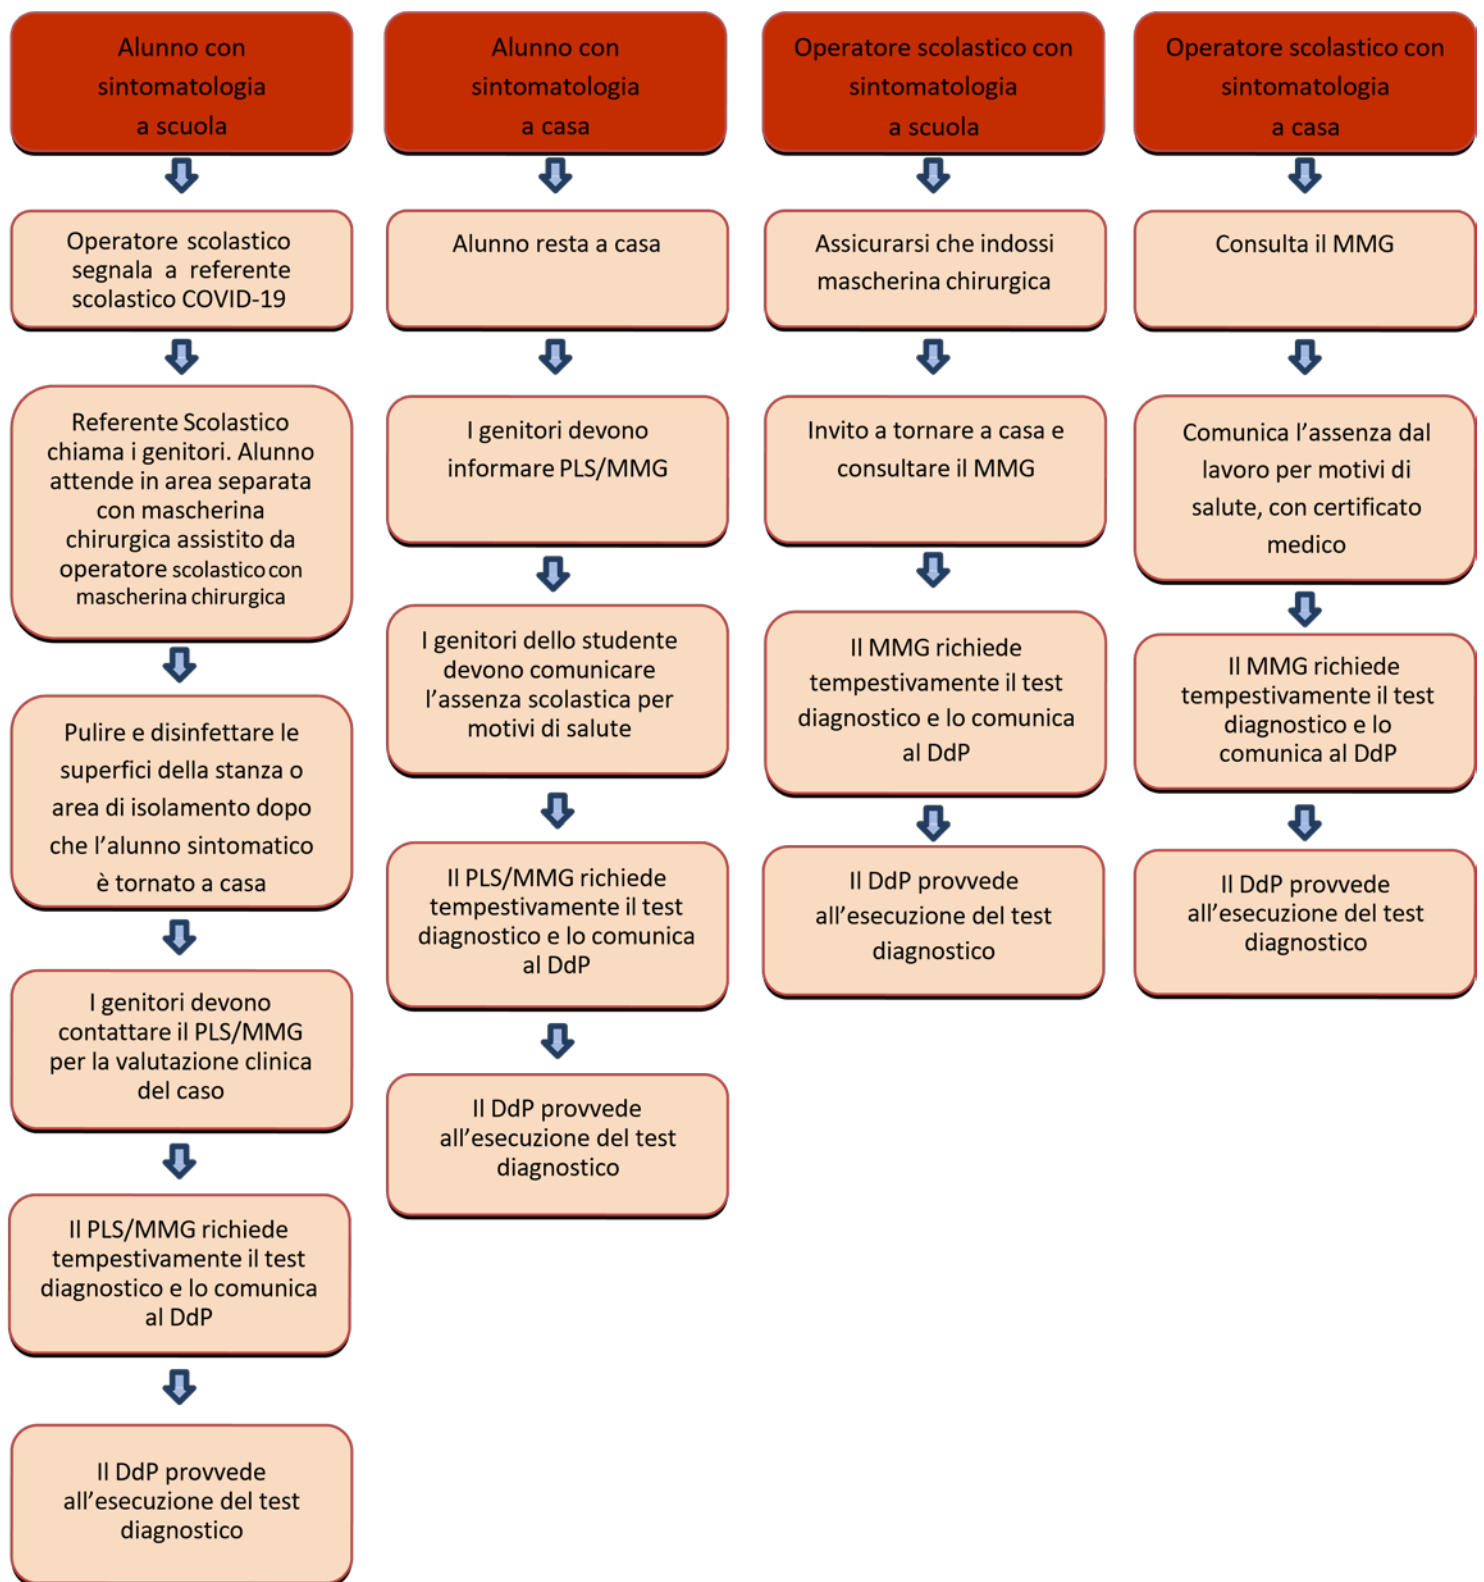 Alunno con
sintomatologia
a scuola
Operatore scolastico
segnala a referente
scolastico COVID-19
Referente Scolastico
chiama i genitori. Alunno
attende in area separata
con mascherina
chirurgica assistito da
operatore scolastico con
mascherina chirurgica
Pulire e disinfettare le
superfici della stanza o
area di isolamento dopo
che l’alunno sintomatico
è tornato a casa
I genitori devono
contattare il PLS/MMG
per la valutazione clinica
del caso
Il PLS/MMG richiede
tempestivamente il test
diagnostico e lo comunica
al DdP
Il DdP provvede
all’esecuzione del test
diagnostico
Alunno con
sintomatologia
a casa
Alunno resta a casa
I genitori devono
informare PLS/MMG
I genitori dello studente
devono comunicare
l’assenza scolastica per
motivi di salute
Il PLS/MMG richiede
tempestivamente il test
diagnostico e lo comunica
al DdP
Il DdP provvede
all’esecuzione del test
diagnostico
Operatore scolastico con
sintomatologia
a scuola
Assicurarsi che indossi
mascherina chirurgica
Invito a tornare a casa e
consultare il MMG
Il MMG richiede
tempestivamente il test
diagnostico e lo comunica
al DdP
Il DdP provvede
all’esecuzione del test
diagnostico
Operatore scolastico con
sintomatologia
a casa
Consulta il MMG
Comunica l’assenza dal
lavoro per motivi di
salute, con certificato
medico
Il MMG richiede
tempestivamente il test
diagnostico e lo
comunica al DdP
Il DdP provvede
all’esecuzione del test
diagnostico